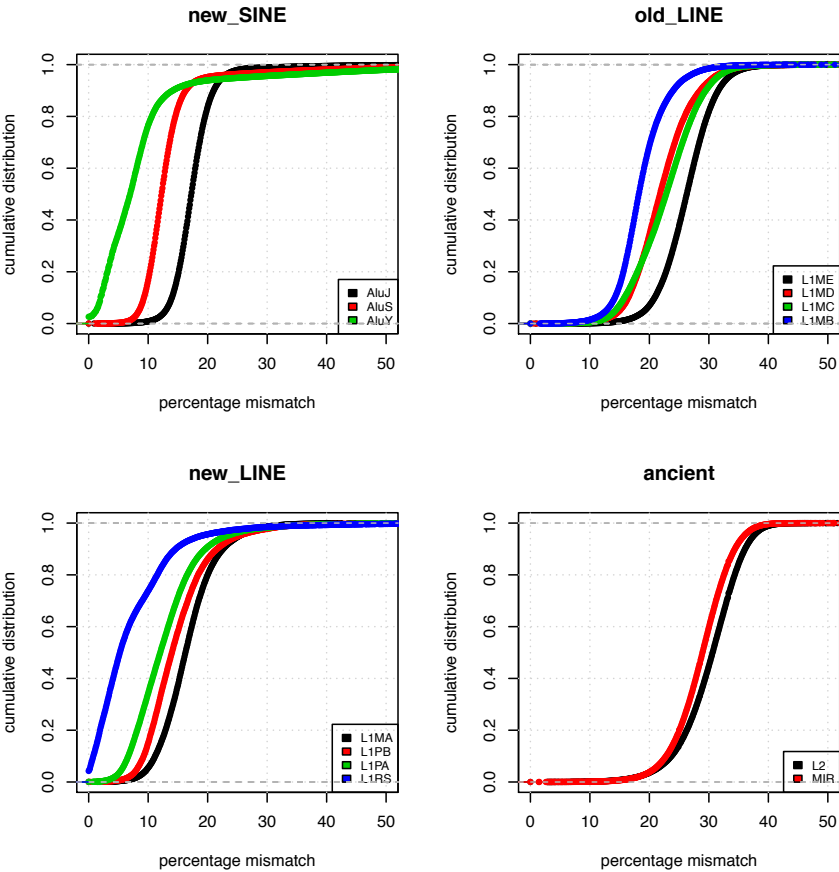 new_SINE
cumulative distribution
0.0 0.2 0.4 0.6 0.8 1.0
AluJ
AluS
AluY
0 10 20 30 40 50
percentage mismatch
old_LINE
cumulative distribution
0.0 0.2 0.4 0.6 0.8 1.0
L1ME
L1MD
L1MC
L1MB
0 10 20 30 40 50
percentage mismatch
new_LINE
cumulative distribution
0.0 0.2 0.4 0.6 0.8 1.0
L1MA
L1PB
L1PA
L1BS
0 10 20 30 40 50
percentage mismatch
ancient
cumulative distribution
0.0 0.2 0.4 0.6 0.8 1.0
L2
MIR
0 10 20 30 40 50
percentage mismatch